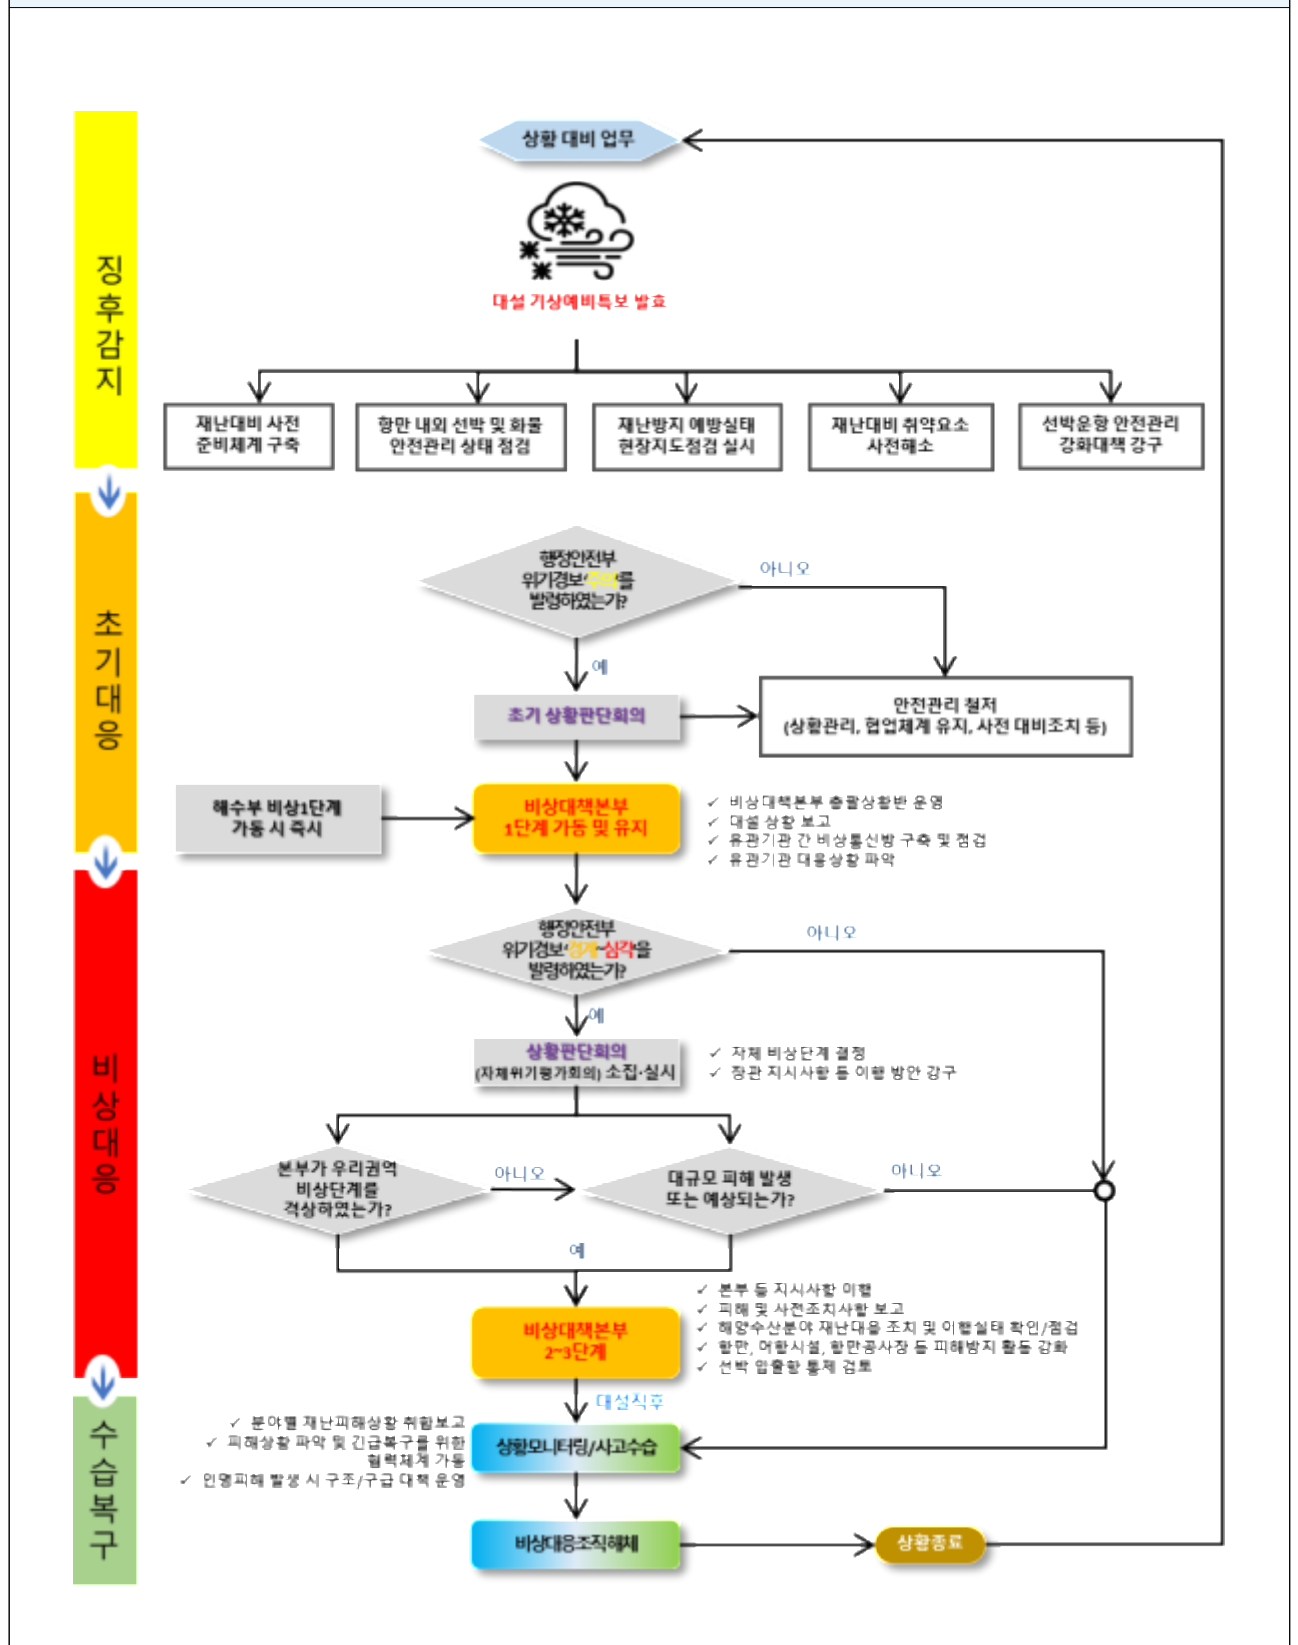 상황 대비 업무
대설 기상예비특보 발효
징후감지
재난대비 사전
준비체계 구축
항만 내외 선박 및 화물
안전관리 상태 점검
재난방지 예방실태
현장지도점검 실시
재난대비 취약요소
사전해소
선박운항 안전관리
강화대책 강구
초기대응
행정안전부
위기경보‘주의’를
발령하였는가?
아니오
예
초기 상황판단회의
안전관리 철저
(상황관리, 협업체계 유지, 사전 대비조치 등)
해수부 비상1단계
가동 시 즉시
비상대책본부
1단계 가동 및 유지
✓ 비상대책본부 총괄상황반 운영
✓ 대설 상황 보고
✓ 유관기관 간 비상통신방 구축 및 점검
✓ 유관기관 대응상황 파악
비상대응
행정안전부
위기경보‘경계’~심각’을
발령하였는가?
아니오
예
상황판단회의
(자체위기평가회의) 소집·실시
✓ 자체 비상단계 결정
✓ 장관 지시사항 등 이행 방안 강구
본부가 우리권역
비상단계를
격상하였는가?
아니오
대규모 피해 발생
또는 예상되는가?
아니오
예
비상대책본부
2~3단계
✓ 본부 등 지시사항 이행
✓ 피해 및 사전조치사항 보고
✓ 해양수산분야 재난대응 조치 및 이행실태 확인/점검
✓ 항만, 어항시설, 항만공사장 등 피해방지 활동 강화
✓ 선박 입출항 통제 검토
대설직후
수습복구
✓ 분야별 재난피해상황 취합보고
✓ 피해상황 파악 및 긴급복구를 위한
협력체계 가동
✓ 인명피해 발생 시 구조/구급 대책 운영
상황모니터링/사고수습
비상대응조직해체
상황종료